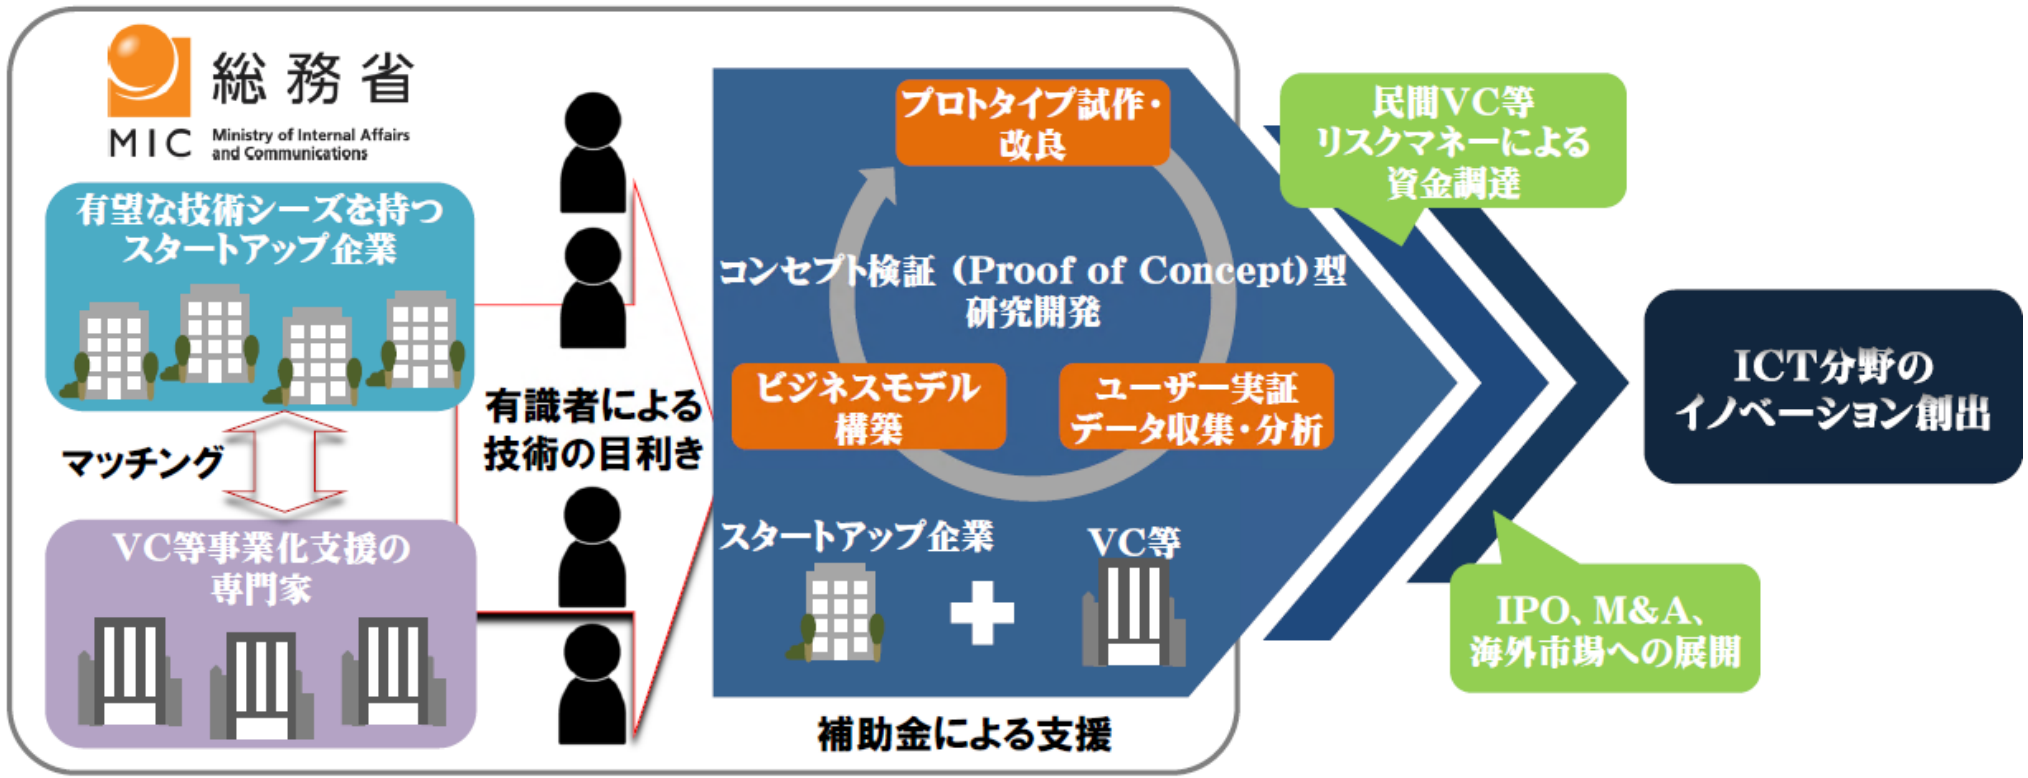 総務省
MIC
Ministry of Internal Affairs
and Communications
有望な技術シーズを持つ
スタートアップ企業
マッチング
VC等事業化支援の
専門家
有識者による
技術の目利き
プロトタイプ試作・
改良
コンセプト検証（Proof of Concept）型
研究開発
ビジネスモデル
構築
ユーザー実証
データ収集・分析
スタートアップ企業
VC等
補助金による支援
民間VC等
リスクマネーによる
資金調達
IPO、M&A、
海外市場への展開
ICT分野の
イノベーション創出